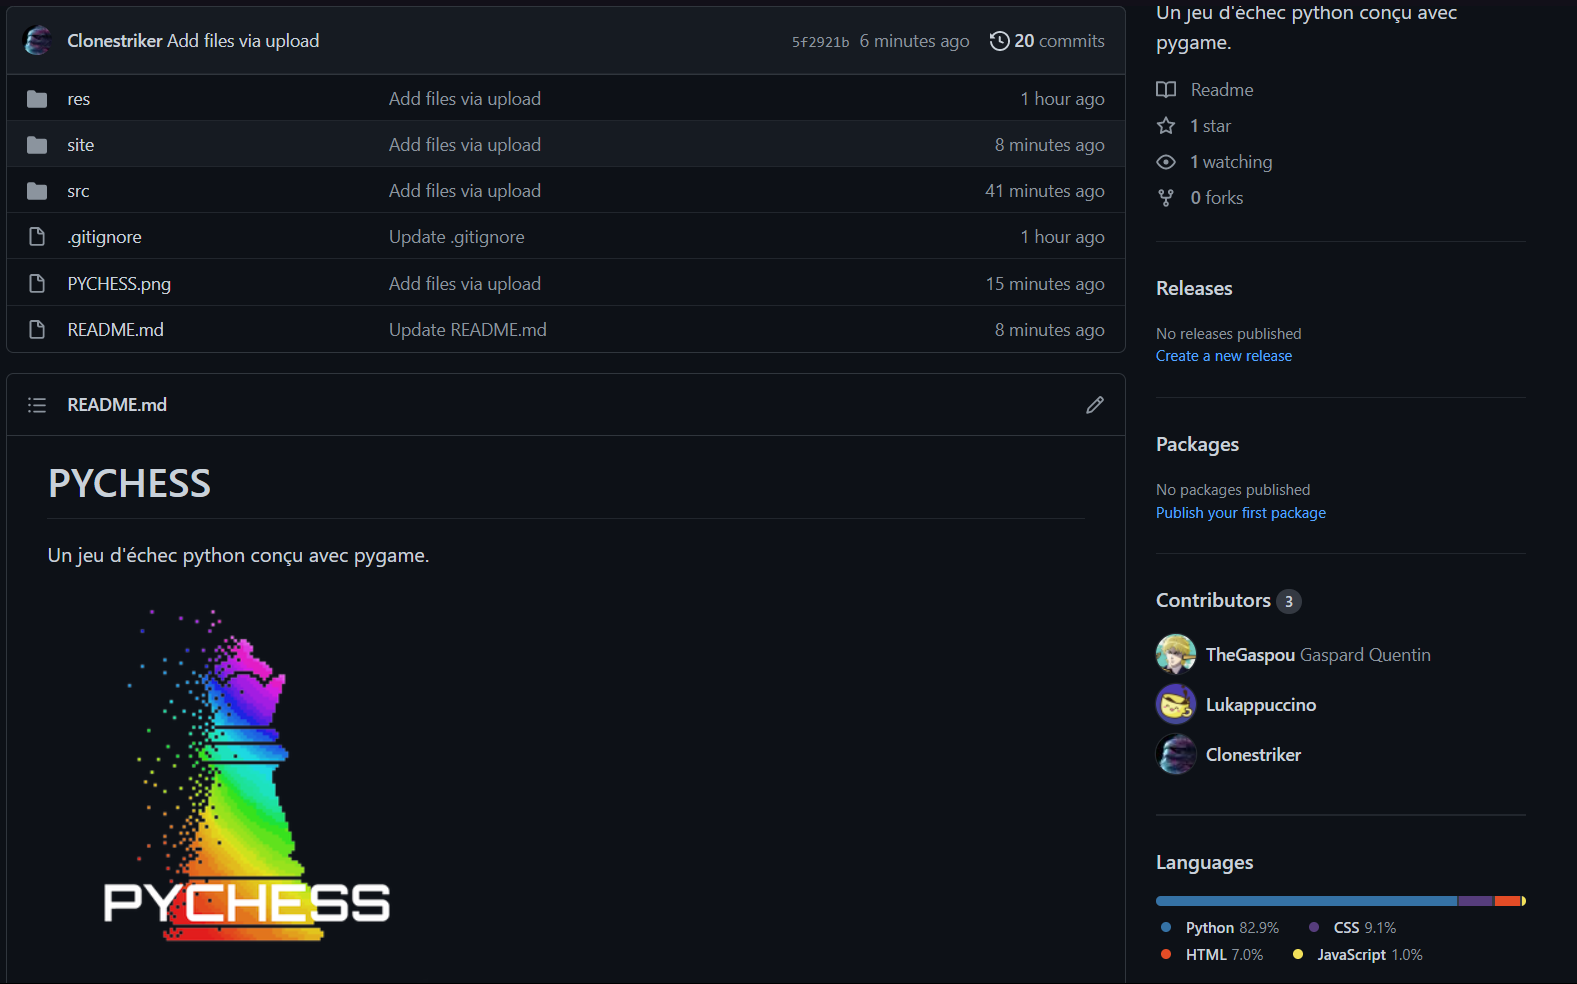 Clonestriker Add files via upload 5f2921b 6 minutes ago 20 commits
res Add files via upload 1 hour ago
site Add files via upload 8 minutes ago
src Add files via upload 41 minutes ago
.gitignore Update .gitignore 1 hour ago
PYCHESS.png Add files via upload 15 minutes ago
README.md Update README.md 8 minutes ago
README.md
PYCHESS
Un jeu d'échec python conçu avec pygame.
PYCHESS
Un jeu d'échec python conçu avec
pygame.
Readme
1 star
1 watching
0 forks
Releases
No releases published
Create a new release
Packages
No packages published
Publish your first package
Contributors 3
TheGaspou Gaspard Quentin
Lukappuccino
Clonestriker
Languages
Python 82.9% CSS 9.1%
HTML 7.0% JavaScript 1.0%